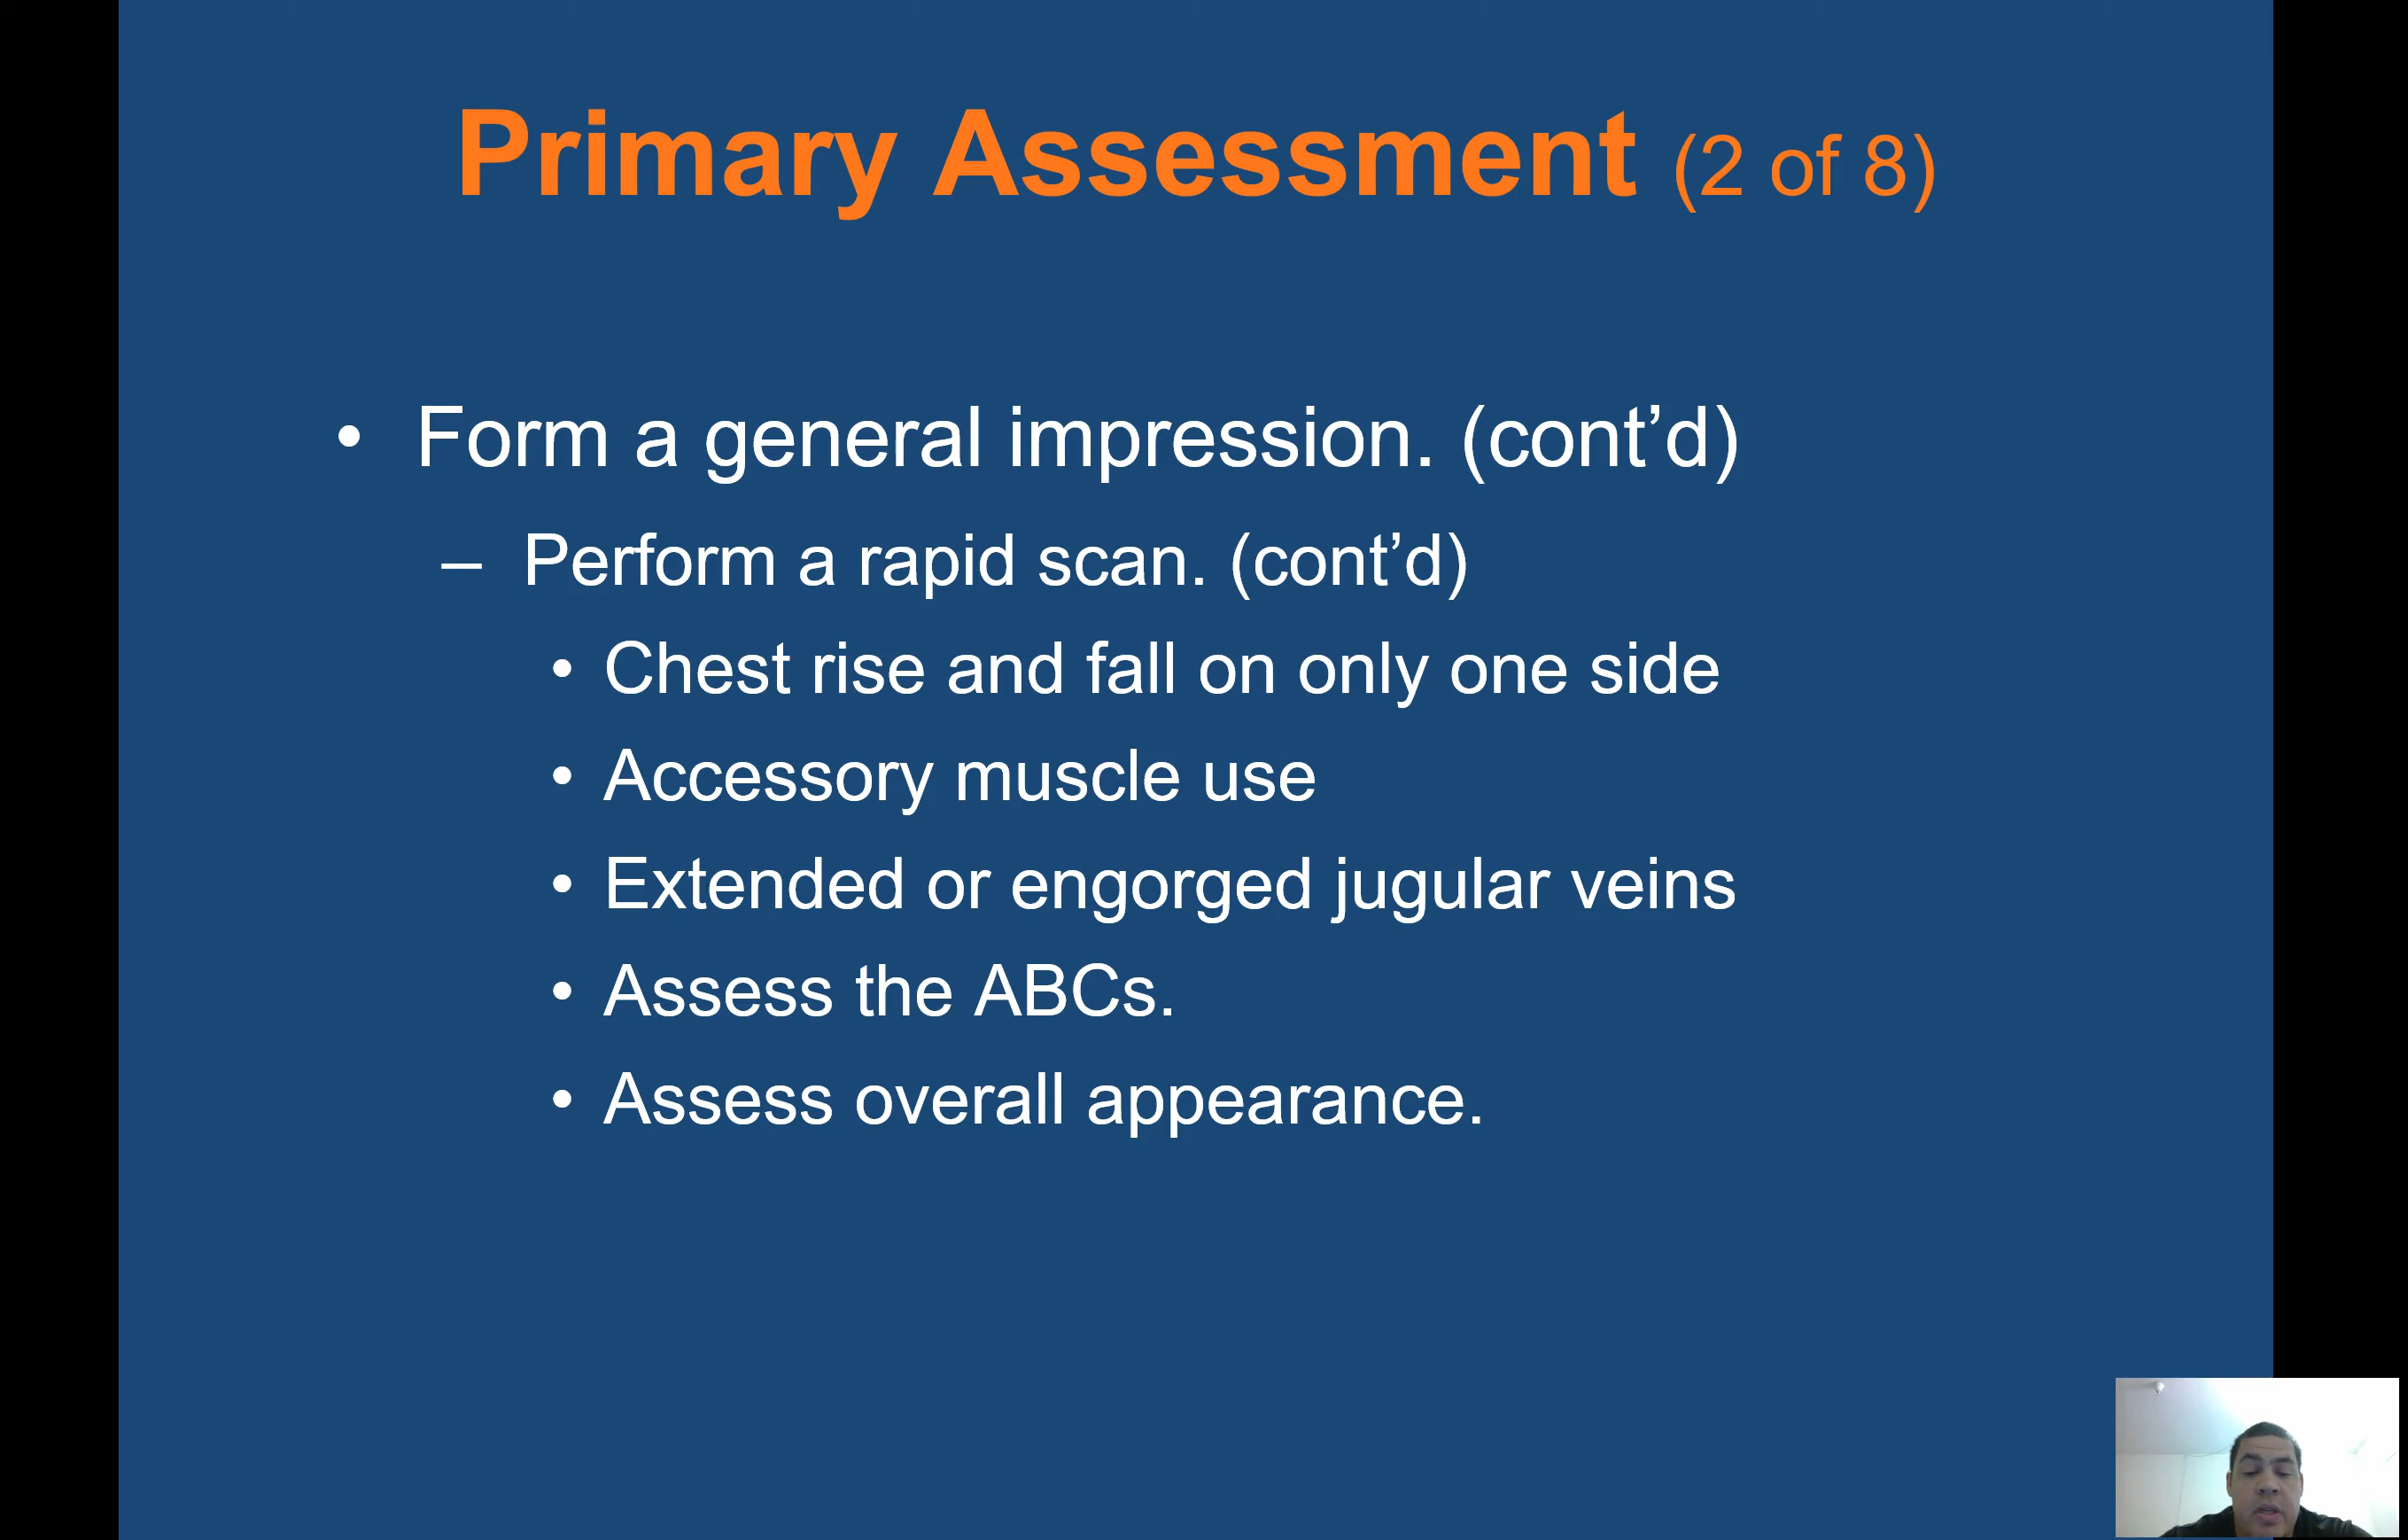 Primary Assessment (2 of 8)
• Form a general impression. (cont’d)
– Perform a rapid scan. (cont’d)
• Chest rise and fall on only one side
• Accessory muscle use
• Extended or engorged jugular veins
• Assess the ABCs.
• Assess overall appearance.